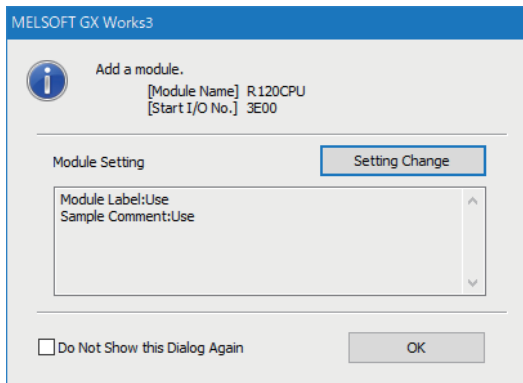 MELSOFT GX Works3
Add a module.
[Module Name] R120CPU
[Start I/O No.] 3E00
Module Setting
Setting Change
Module Label:Use
Sample Comment:Use
Do Not Show this Dialog Again
OK